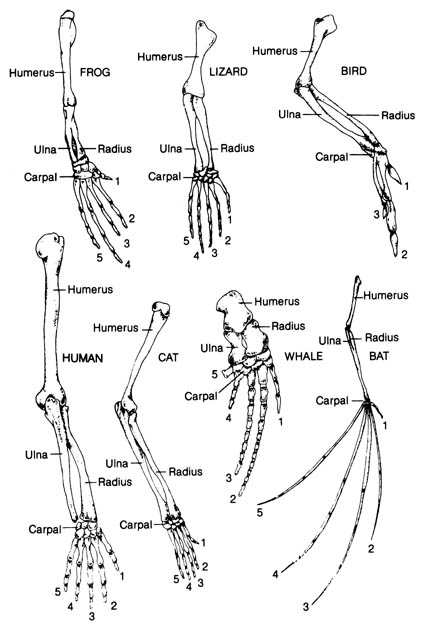 Humerus
FROG
Ulna
Radius
Carpal
1
2
3
4
5
Humerus
LIZARD
Ulna
Radius
Carpal
1
2
3
4
5
Humerus
BIRD
Ulna
Radius
Carpal
1
3
2
Humerus
HUMAN
Ulna
Radius
Carpal
1
2
3
4
5
Humerus
CAT
Ulna
Radius
Carpal
1
2
3
4
5
Humerus
Radius
Ulna
WHALE
5
Carpal
4
1
3
2
Humerus
Ulna
Radius
BAT
Carpal
1
5
2
4
3